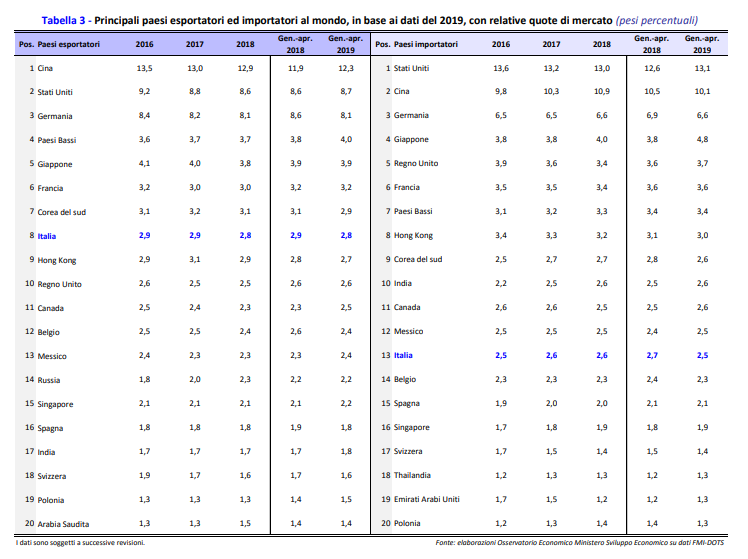 Tabella 3 - Principali paesi esportatori ed importatori al mondo, in base ai dati del 2019, con relative quote di mercato (pesi percentuali)
Pos. Paesi esportatori 2016 2017 2018 Gen.-apr. 2018 Gen.-apr. 2019 Pos. Paesi importatori 2016 2017 2018 Gen.-apr. 2018 Gen.-apr. 2019
1 Cina 13,5 13,0 12,9 11,9 12,3 1 Stati Uniti 13,6 13,2 13,0 12,6 13,1
2 Stati Uniti 9,2 8,8 8,6 8,6 8,7 2 Cina 9,8 10,3 10,9 10,5 10,1
3 Germania 8,4 8,2 8,1 8,6 8,1 3 Germania 6,5 6,5 6,6 6,9 6,6
4 Paesi Bassi 3,6 3,7 3,7 3,8 4,0 4 Giappone 3,8 3,8 4,0 3,8 4,8
5 Giappone 4,1 4,0 3,8 3,9 3,9 5 Regno Unito 3,9 3,6 3,4 3,6 3,7
6 Francia 3,2 3,0 3,0 3,2 3,2 6 Francia 3,5 3,5 3,4 3,6 3,6
7 Corea del sud 3,1 3,2 3,1 3,1 2,9 7 Paesi Bassi 3,1 3,2 3,3 3,4 3,4
8 Italia 2,9 2,9 2,8 2,9 2,8 8 Hong Kong 3,4 3,3 3,2 3,1 3,0
9 Hong Kong 2,9 3,1 2,9 2,8 2,7 9 Corea del sud 2,5 2,7 2,7 2,8 2,6
10 Regno Unito 2,6 2,5 2,5 2,6 2,5 10 India 2,2 2,5 2,6 2,5 2,6
11 Canada 2,5 2,4 2,3 2,3 2,5 11 Canada 2,6 2,6 2,5 2,5 2,6
12 Belgio 2,5 2,5 2,4 2,6 2,4 12 Messico 2,5 2,5 2,5 2,4 2,5
13 Messico 2,4 2,3 2,3 2,3 2,4 13 Italia 2,5 2,6 2,6 2,7 2,5
14 Russia 1,8 2,0 2,3 2,2 2,2 14 Belgio 2,3 2,3 2,3 2,4 2,3
15 Singapore 2,1 2,1 2,1 2,1 2,2 15 Spagna 1,9 2,0 2,0 2,1 2,1
16 Spagna 1,8 1,8 1,8 1,9 1,8 16 Singapore 1,7 1,8 1,9 1,8 1,9
17 India 1,7 1,7 1,7 1,7 1,8 17 Svizzera 1,7 1,5 1,4 1,5 1,4
18 Svizzera 1,9 1,7 1,6 1,7 1,6 18 Thailandia 1,2 1,3 1,3 1,2 1,3
19 Polonia 1,3 1,3 1,3 1,4 1,5 19 Emirati Arabi Uniti 1,7 1,5 1,2 1,2 1,3
20 Arabia Saudita 1,3 1,3 1,5 1,4 1,4 20 Polonia 1,2 1,3 1,4 1,4 1,3
I dati sono soggetti a successive revisioni. Fonte: elaborazioni Osservatorio Economico Ministero Sviluppo Economico su dati FMI-DOTS